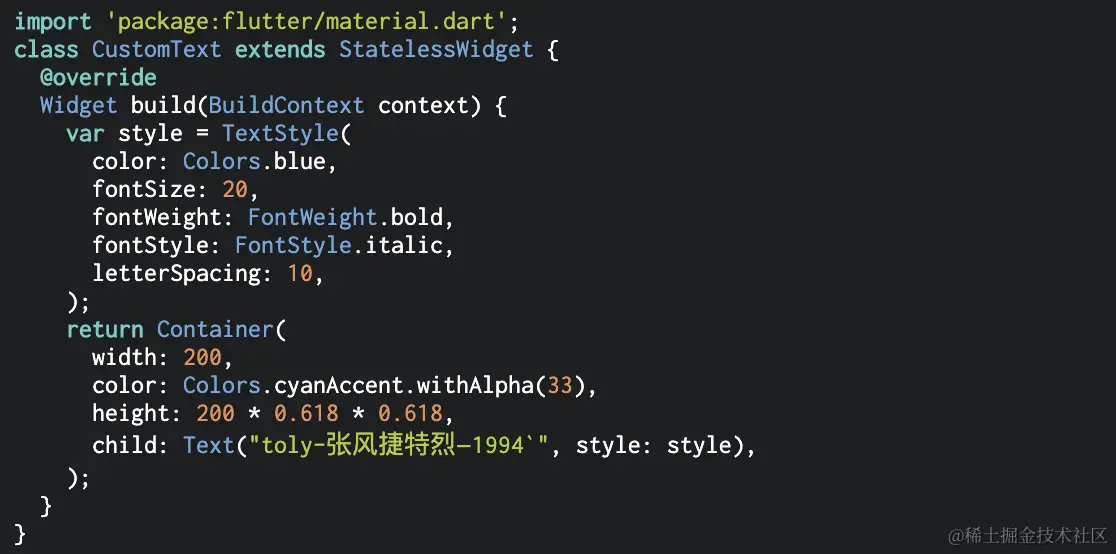 import 'package:flutter/material.dart';
class CustomText extends StatelessWidget {
  @override
  Widget build(BuildContext context) {
    var style = TextStyle(
      color: Colors.blue,
      fontSize: 20,
      fontWeight: FontWeight.bold,
      fontStyle: FontStyle.italic,
      letterSpacing: 10,
    );
    return Container(
      width: 200,
      color: Colors.cyanAccent.withAlpha(33),
      height: 200 * 0.618 * 0.618,
      child: Text("toly-张风捷特烈—1994`", style: style),
    );
  }
}
@稀土掘金技术社区